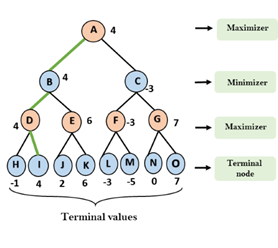 A 4 Maximizer
B 4 C -3 Minimizer
4 D E 6 F -3 G 7 Maximizer
H I J K L M N O Terminal node
-1 4 2 6 -3 -5 0 7
Terminal values